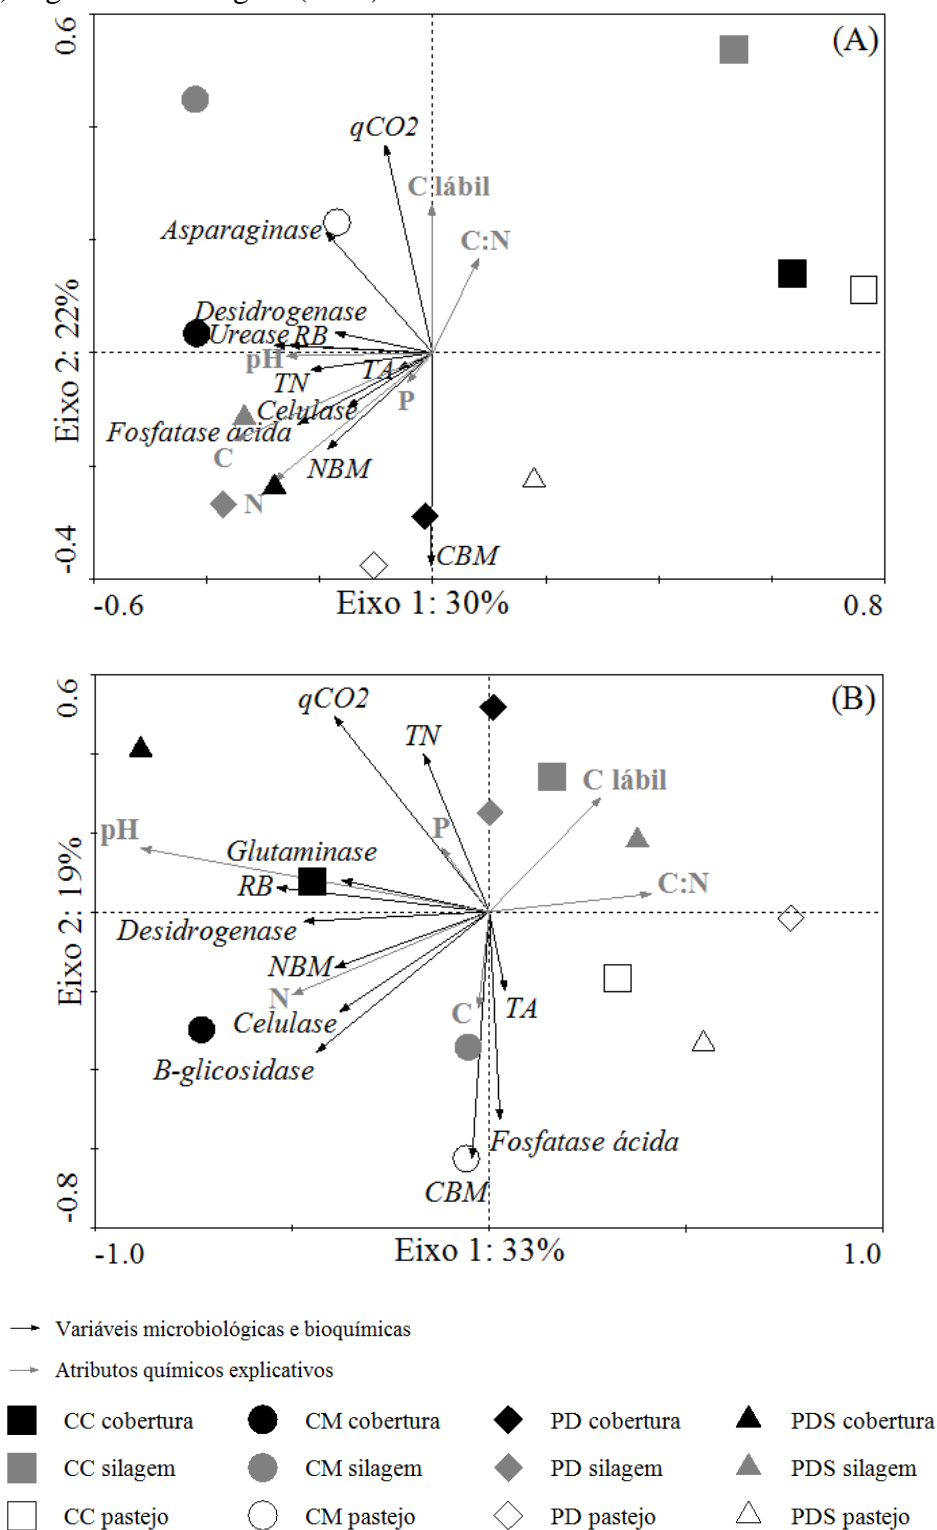 0.6
(A)
qCO2
C lábil
C:N
Asparaginase
Desidrogenase
Urease RB
pH
TA
TN
P
Celulase
Fosfatase ácida
C
NBM
N
CBM
Eixo 2: 22%
-0.4
-0.6
Eixo 1: 30%
0.8
0.6
(B)
qCO2
TN
C lábil
P
pH
Glutaminase
RB
C:N
Desidrogenase
NBM
N
C
TA
Celulase
B-glicosidase
Fosfatase ácida
CBM
Eixo 2: 19%
-0.8
-1.0
Eixo 1: 33%
1.0
Variáveis microbiológicas e bioquímicas
Atributos químicos explicativos
CC cobertura CM cobertura PD cobertura PDS cobertura
CC silagem CM silagem PD silagem PDS silagem
CC pastejo CM pastejo PD pastejo PDS pastejo